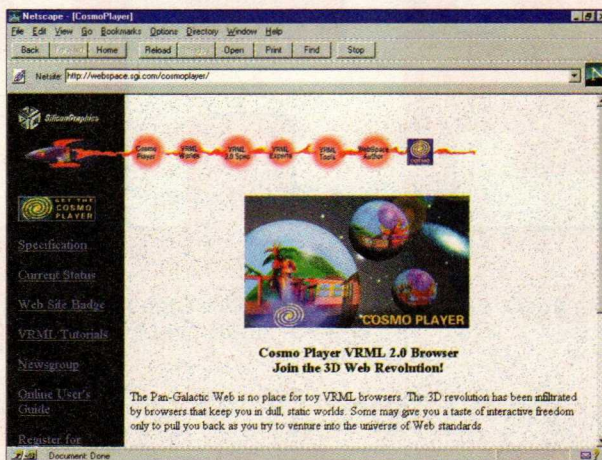 Netscape - [CosmoPlayer]
File Edit View Go Bookmarks Options Directory Window Help
Back Home Reload Open Print Find Stop
Netsite: http://webspace.sgi.com/cosmoplayer/
SiliconGraphics
Cosmo Player
VRML Worlds
VRML 2.0 Spec
VRML Experts
VRML Tools
WebSpace Author
GET THE
COSMO
PLAYER
Specification
Current Status
Web Site Badge
VRML Tutorials
Newsgroup
Online User's
Guide
Register for
COSMO PLAYER
Cosmo Player VRML 2.0 Browser
Join the 3D Web Revolution!
The Pan-Galactic Web is no place for toy VRML browsers. The 3D revolution has been infiltrated
by browsers that keep you in dull, static worlds. Some may give you a taste of interactive freedom
only to pull you back as you try to venture into the universe of Web standards.
Document: Done